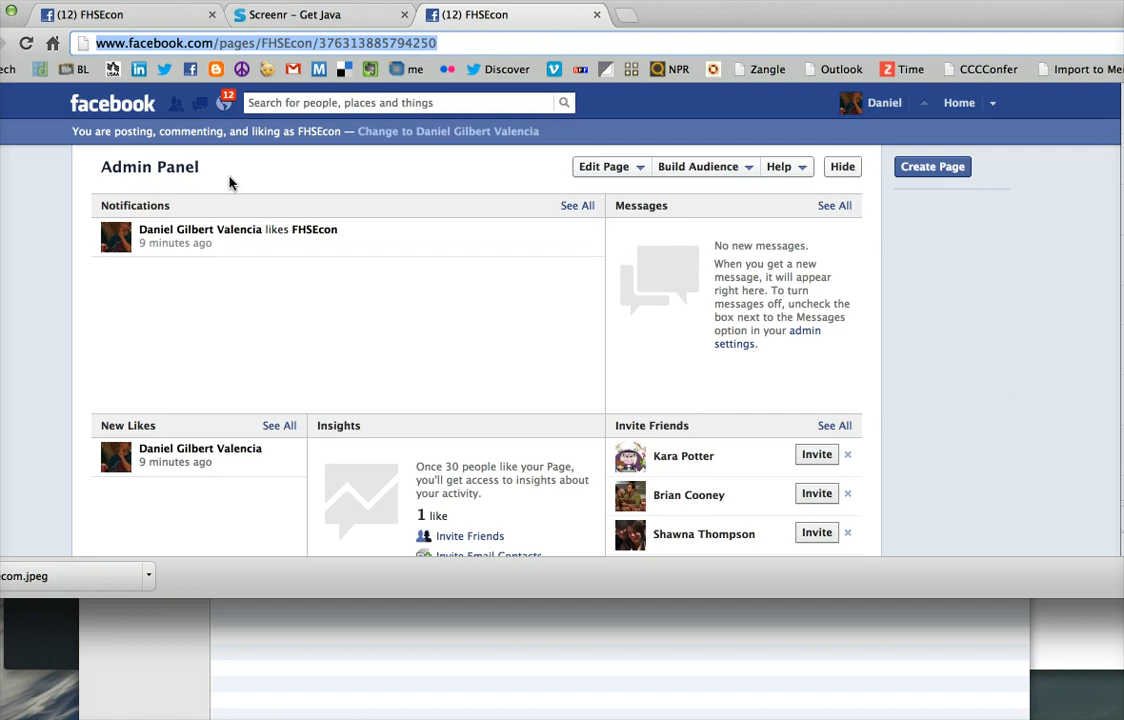 (12) FHSEcon
Screenr - Get Java
(12) FHSEcon
www.facebook.com/pages/FHSEcon/376313885794250
ech BL me Discover NPR Zangle Outlook Time CCCConfer Import to Me
facebook 12 Search for people, places and things Daniel Home
You are posting, commenting, and liking as FHSEcon — Change to Daniel Gilbert Valencia
Admin Panel
Edit Page Build Audience Help Hide
Create Page
Notifications See All
Daniel Gilbert Valencia likes FHSEcon
9 minutes ago
Messages See All
No new messages.
When you get a new
message, it will appear
right here. To turn
messages off, uncheck the
box next to the Messages
option in your admin
settings.
New Likes See All
Daniel Gilbert Valencia
9 minutes ago
Insights
Once 30 people like your Page,
you'll get access to insights about
your activity.
1 like
Invite Friends
Invite Email Contacts
Invite Friends See All
Kara Potter Invite
Brian Cooney Invite
Shawna Thompson Invite
com.jpeg